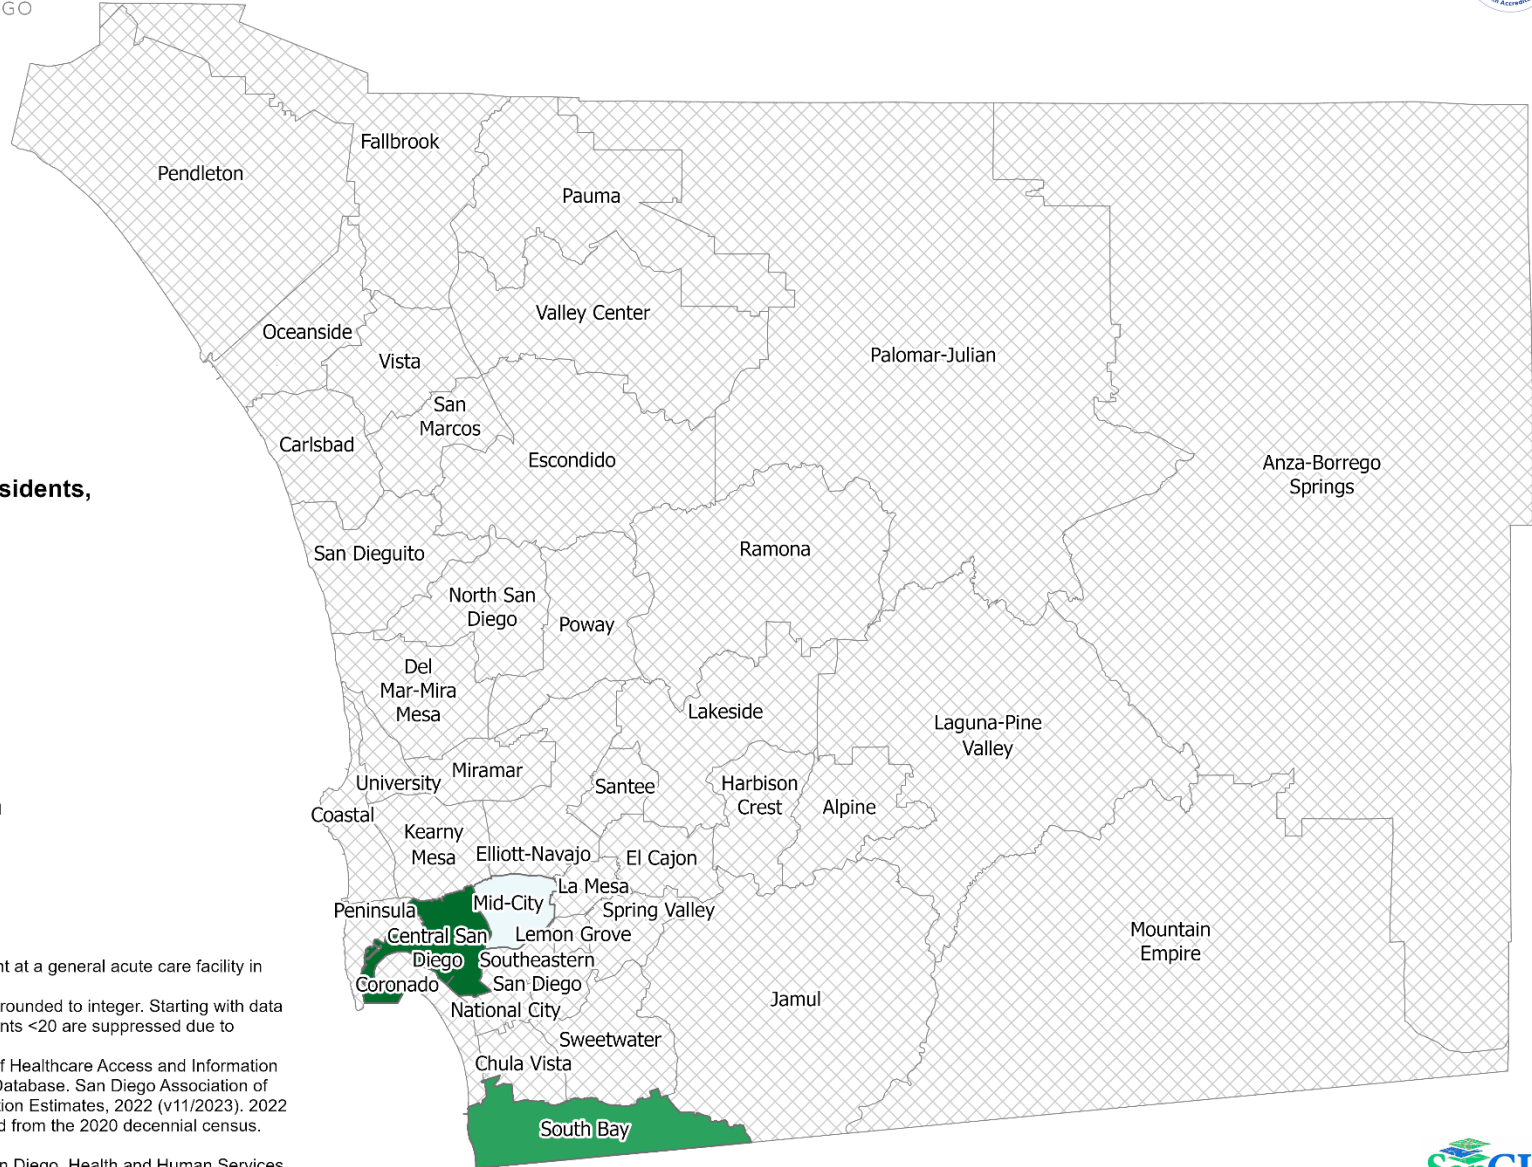 GO
Fallbrook
Pendleton
Pauma
Valley Center
Oceanside
Palomar-Julian
Vista
San
Marcos
Carlsbad
Escondido
Anza-Borrego
Springs
sidents,
San Dieguito
Ramona
North San
Diego
Poway
Del
Mar-Mira
Mesa
Lakeside
Laguna-Pine
Valley
Miramar
University
Santee
Harbison
Crest
Alpine
Coastal
Kearny
Mesa
Elliott-Navajo
El Cajon
La Mesa
Mid-City
Peninsula
Spring Valley
Central San
Diego
Lemon Grove
Mountain
Empire
Southeastern
San Diego
Coronado
Jamul
National City
Sweetwater
Chula Vista
South Bay
nt at a general acute care facility in
rounded to integer. Starting with data
nts <20 are suppressed due to
f Healthcare Access and Information
Database. San Diego Association of
tion Estimates, 2022 (v11/2023). 2022
d from the 2020 decennial census.
n Diego, Health and Human Services